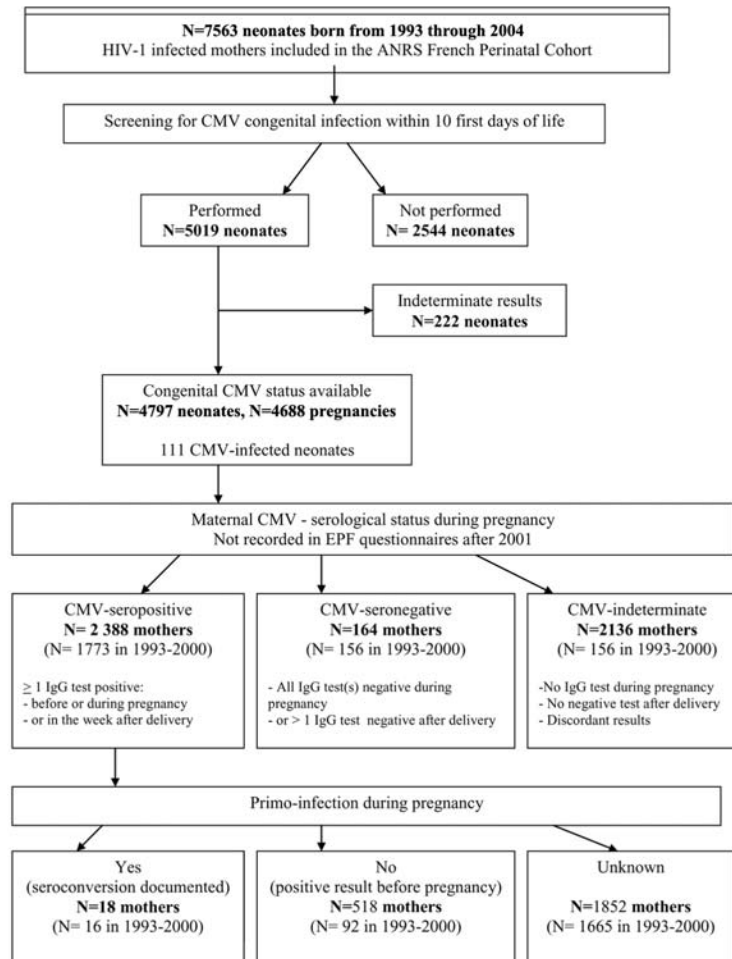 N=7563 neonates born from 1993 through 2004
HIV-1 infected mothers included in the ANRS French Perinatal Cohort
Screening for CMV congenital infection within 10 first days of life
Performed
N=5019 neonates
Not performed
N= 2544 neonates
Indeterminate results
N=222 neonates
Congenital CMV status available
N=4797 neonates, N=4688 pregnancies
111 CMV-infected neonates
Maternal CMV - serological status during pregnancy
Not recorded in EPF questionnaires after 2001
CMV-seropositive
N= 2 388 mothers
(N= 1773 in 1993-2000)
≥ 1 IgG test positive:
- before or during pregnancy
- or in the week after delivery
CMV-seronegative
N=164 mothers
(N= 156 in 1993-2000)
- All IgG test(s) negative during
pregnancy
- or > 1 IgG test negative after delivery
CMV-indeterminate
N=2136 mothers
(N= 156 in 1993-2000)
-No IgG test during pregnancy
- No negative test after delivery
- Discordant results
Primo-infection during pregnancy
Yes
(seroconversion documented)
N=18 mothers
(N= 16 in 1993-2000)
No
(positive result before pregnancy)
N=518 mothers
(N= 92 in 1993-2000)
Unknown
N=1852 mothers
(N= 1665 in 1993-2000)